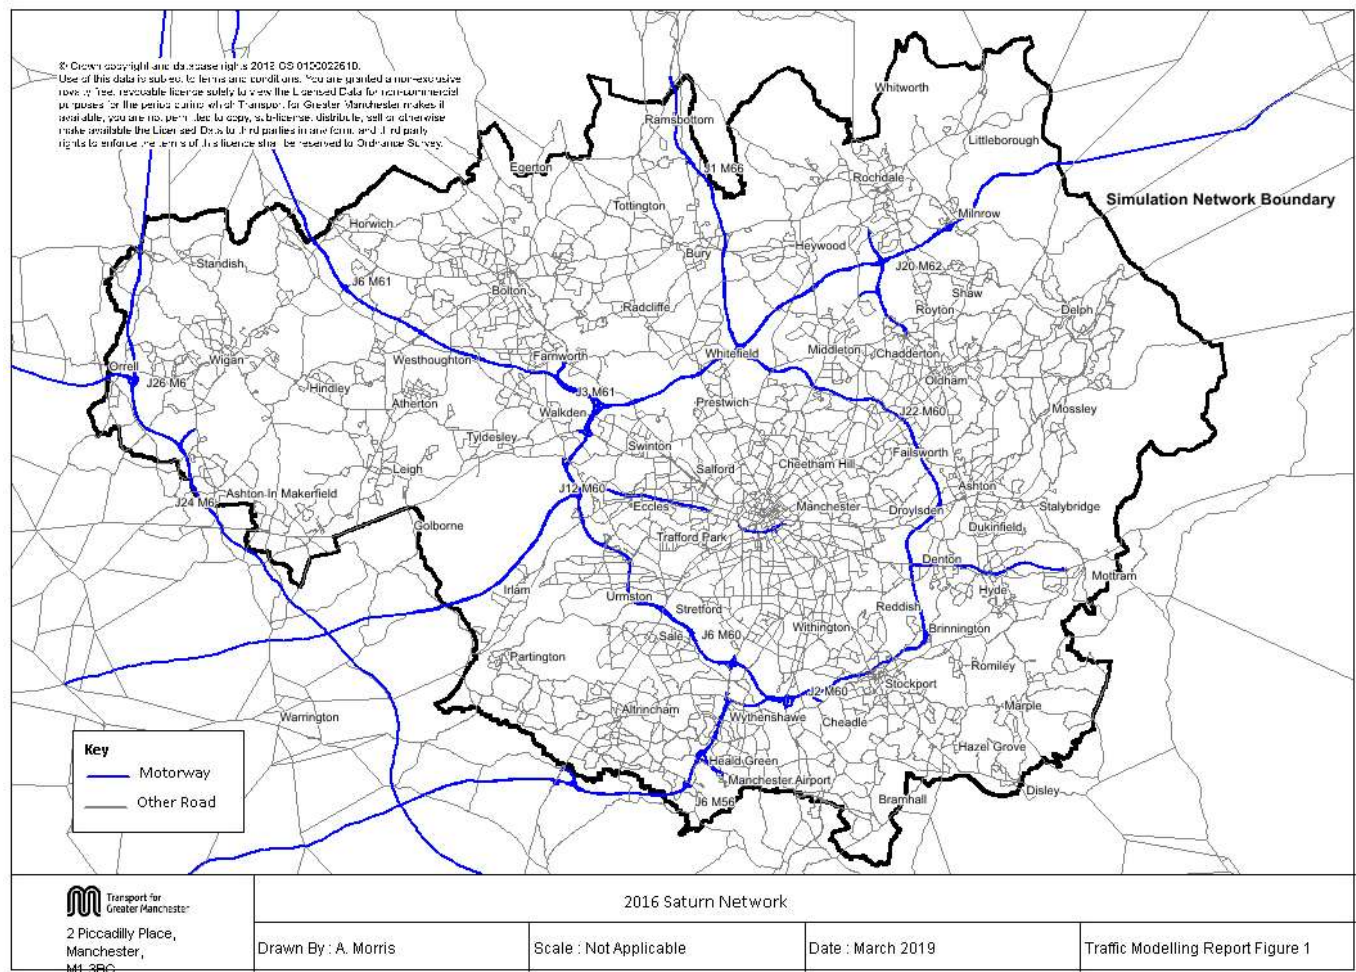 © Crown copyright and database rights 2012 OS 0100022610.
Use of this data is subject to terms and conditions. You are granted a non-exclusive
royalty free, revocable licence solely to view the Licensed Data for non-commercial
purposes for the period during which Transport for Greater Manchester makes it
available, you are not permitted to copy, sub-license, distribute, sell or otherwise
make available the Licensed Data to third parties in any form, and third party
rights to enforce the terms of this licence shall be reserved to Ordnance Survey.
Whitworth
Ramsbottom
Littleborough
Egerton
J1 M66
Rochdale
Simulation Network Boundary
Tottington
Milnrow
Horwich
Heywood
Bury
Standish
J20 M62
J6 M61
Bolton
Shaw
Radcliffe
Royton
Delph
Middleton
Chadderton
Whitefield
Farnworth
Westhoughton
Wigan
Orrell
J26 M6
Hindley
Oldham
J3 M61
Atherton
Prestwich
Mossley
Walkden
J22 M60
Tyldesley
Swinton
Failsworth
Salford
Cheetham Hill
Leigh
J12 M60
Ashton
Ashton In Makerfield
J24 M6
Eccles
Manchester
Droylsden
Stalybridge
Golborne
Dukinfield
Trafford Park
Denton
Mottram
Irlam
Urmston
Hyde
Stretford
Reddish
Withington
Brinnington
Sale
J6 M60
Partington
Romiley
Stockport
J2 M60
Altrincham
Marple
Warrington
Wythenshawe
Cheadle
Hazel Grove
Heald Green
Manchester Airport
Disley
J6 M56
Bramhall
Key
Motorway
Other Road
Transport for
Greater Manchester
2 Piccadilly Place,
Manchester,
M1 3BG
2016 Saturn Network
Drawn By : A. Morris
Scale : Not Applicable
Date : March 2019
Traffic Modelling Report Figure 1